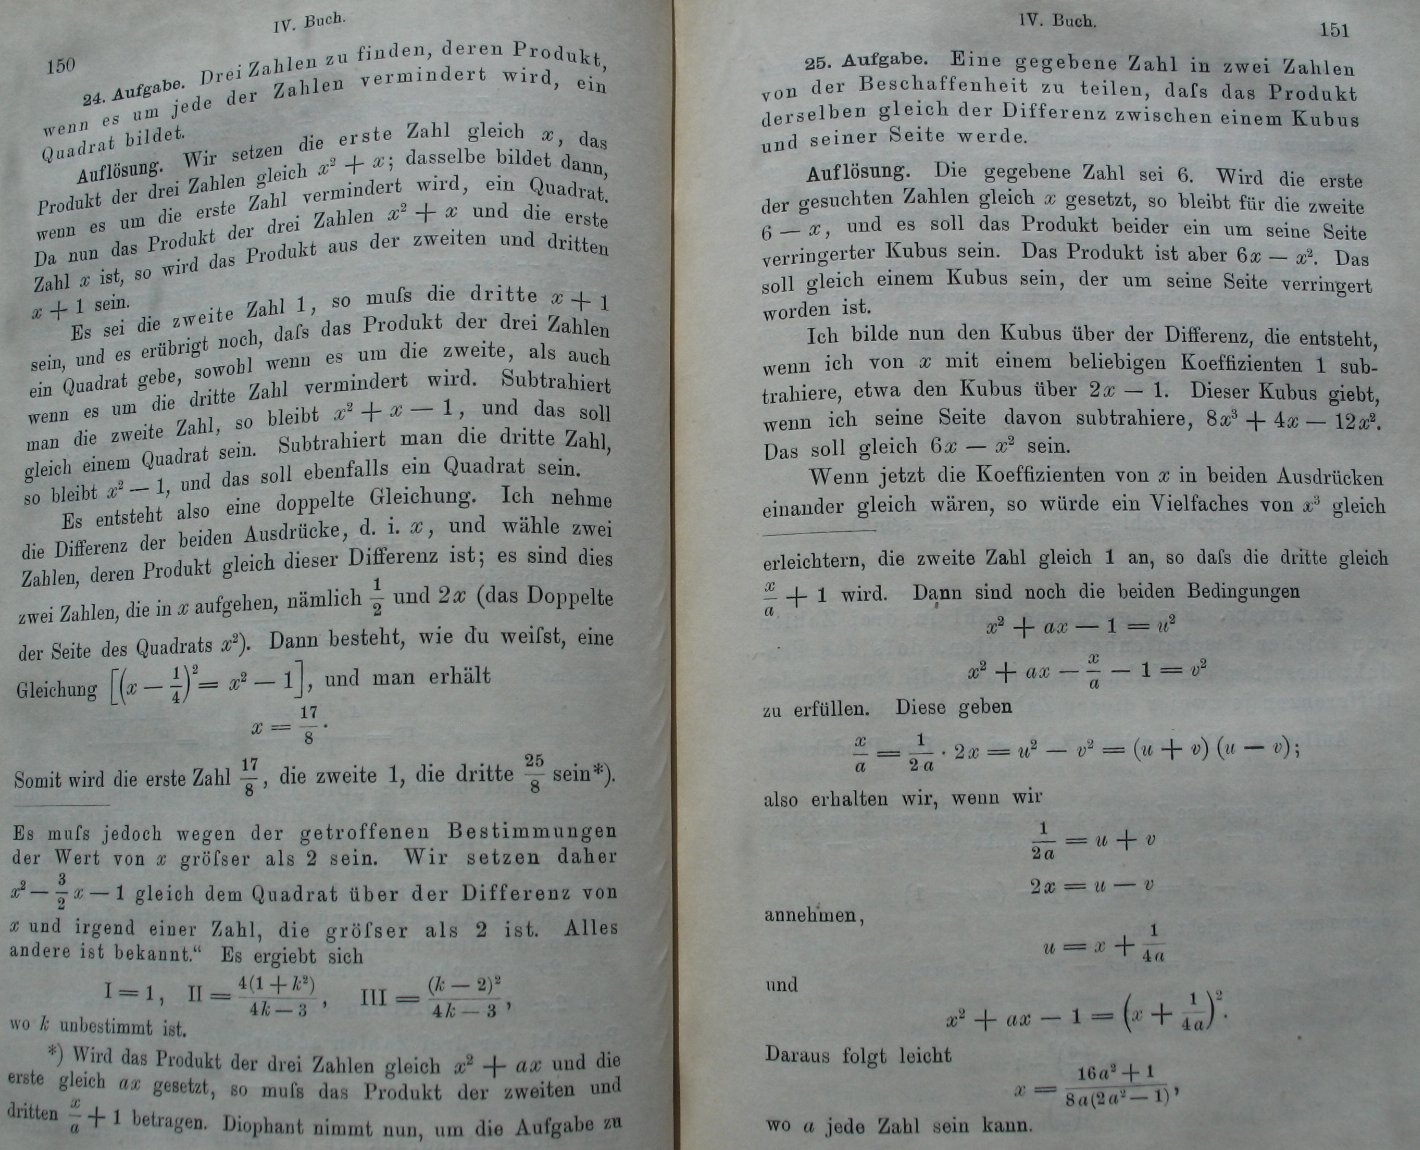 IV. Buch.
150
24. Aufgabe. Drei Zahlen zu finden, deren Produkt,
wenn es um jede der Zahlen vermindert wird, ein
Quadrat bildet.
Auflösung. Wir setzen die erste Zahl gleich x, das
Produkt der drei Zahlen gleich x² + x; dasselbe bildet dann,
wenn es um die erste Zahl vermindert wird, ein Quadrat.
Da nun das Produkt der drei Zahlen x² + x und die erste
Zahl x ist, so wird das Produkt aus der zweiten und dritten
x + 1 sein.
Es sei die zweite Zahl 1, so muſs die dritte x + 1
sein, und es erübrigt noch, daſs das Produkt der drei Zahlen
ein Quadrat gebe, sowohl wenn es um die zweite, als auch
wenn es um die dritte Zahl vermindert wird. Subtrahiert
man die zweite Zahl, so bleibt x² + x — 1, und das soll
gleich einem Quadrat sein. Subtrahiert man die dritte Zahl,
so bleibt x² — 1, und das soll ebenfalls ein Quadrat sein.
Es entsteht also eine doppelte Gleichung. Ich nehme
die Differenz der beiden Ausdrücke, d. i. x, und wähle zwei
Zahlen, deren Produkt gleich dieser Differenz ist; es sind dies
zwei Zahlen, die in x aufgehen, nämlich 1/2 und 2x (das Doppelte
der Seite des Quadrats x²). Dann besteht, wie du weiſst, eine
Gleichung [(x — 1/4)² = x² — 1], und man erhält
x = 17/8.
Somit wird die erste Zahl 17/8, die zweite 1, die dritte 25/8 sein*).
Es muſs jedoch wegen der getroffenen Bestimmungen
der Wert von x gröſser als 2 sein. Wir setzen daher
x² — 3/2 x — 1 gleich dem Quadrat über der Differenz von
x und irgend einer Zahl, die gröſser als 2 ist. Alles
andere ist bekannt.“ Es ergiebt sich
I = 1, II = 4(1 + k²)/(4k — 3), III = (k — 2)²/(4k — 3),
wo k unbestimmt ist.
*) Wird das Produkt der drei Zahlen gleich x² + ax und die
erste gleich ax gesetzt, so muſs das Produkt der zweiten und
dritten x/a + 1 betragen. Diophant nimmt nun, um die Aufgabe zu
IV. Buch.
151
25. Aufgabe. Eine gegebene Zahl in zwei Zahlen
von der Beschaffenheit zu teilen, daſs das Produkt
derselben gleich der Differenz zwischen einem Kubus
und seiner Seite werde.
Auflösung. Die gegebene Zahl sei 6. Wird die erste
der gesuchten Zahlen gleich x gesetzt, so bleibt für die zweite
6 — x, und es soll das Produkt beider ein um seine Seite
verringerter Kubus sein. Das Produkt ist aber 6x — x². Das
soll gleich einem Kubus sein, der um seine Seite verringert
worden ist.
Ich bilde nun den Kubus über der Differenz, die entsteht,
wenn ich von x mit einem beliebigen Koeffizienten 1 sub-
trahiere, etwa den Kubus über 2x — 1. Dieser Kubus giebt,
wenn ich seine Seite davon subtrahiere, 8x³ + 4x — 12x².
Das soll gleich 6x — x² sein.
Wenn jetzt die Koeffizienten von x in beiden Ausdrücken
einander gleich wären, so würde ein Vielfaches von x³ gleich
erleichtern, die zweite Zahl gleich 1 an, so daſs die dritte gleich
x/a + 1 wird. Dann sind noch die beiden Bedingungen
x² + ax — 1 = u²
x² + ax — x/a — 1 = v²
zu erfüllen. Diese geben
x/a = 1/2a · 2x = u² — v² = (u + v) (u — v);
also erhalten wir, wenn wir
1/2a = u + v
2x = u — v
annehmen,
u = x + 1/4a
und
x² + ax — 1 = (x + 1/4a)².
Daraus folgt leicht
x = (16a² + 1)/(8a(2a² — 1)),
wo a jede Zahl sein kann.